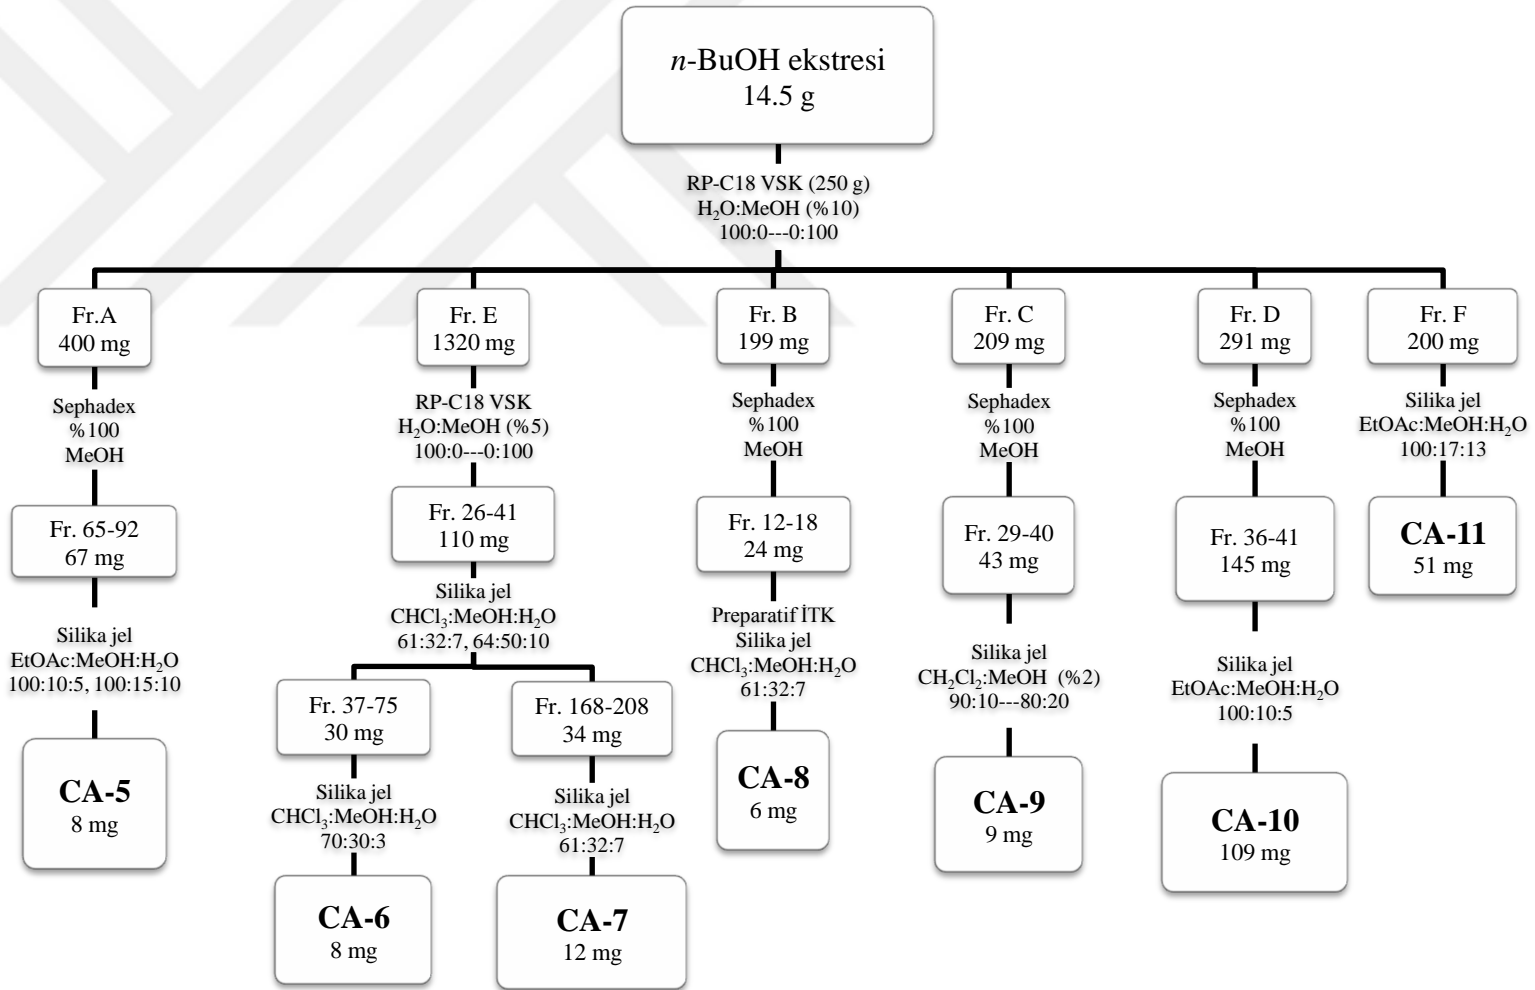 n-BuOH ekstresi
14.5 g
RP-C18 VSK (250 g)
H₂O:MeOH (%10)
100:0---0:100
Fr.A
400 mg
Sephadex
%100
MeOH
Fr. 65-92
67 mg
Silika jel
EtOAc:MeOH:H₂O
100:10:5, 100:15:10
CA-5
8 mg
Fr. E
1320 mg
RP-C18 VSK
H₂O:MeOH (%5)
100:0---0:100
Fr. 26-41
110 mg
Silika jel
CHCl₃:MeOH:H₂O
61:32:7, 64:50:10
Fr. 37-75
30 mg
Silika jel
CHCl₃:MeOH:H₂O
70:30:3
CA-6
8 mg
Fr. 168-208
34 mg
Silika jel
CHCl₃:MeOH:H₂O
61:32:7
CA-7
12 mg
Fr. B
199 mg
Sephadex
%100
MeOH
Fr. 12-18
24 mg
Preparatif İTK
Silika jel
CHCl₃:MeOH:H₂O
61:32:7
CA-8
6 mg
Fr. C
209 mg
Sephadex
%100
MeOH
Fr. 29-40
43 mg
Silika jel
CH₂Cl₂:MeOH (%2)
90:10---80:20
CA-9
9 mg
Fr. D
291 mg
Sephadex
%100
MeOH
Fr. 36-41
145 mg
Silika jel
EtOAc:MeOH:H₂O
100:10:5
CA-10
109 mg
Fr. F
200 mg
Silika jel
EtOAc:MeOH:H₂O
100:17:13
CA-11
51 mg